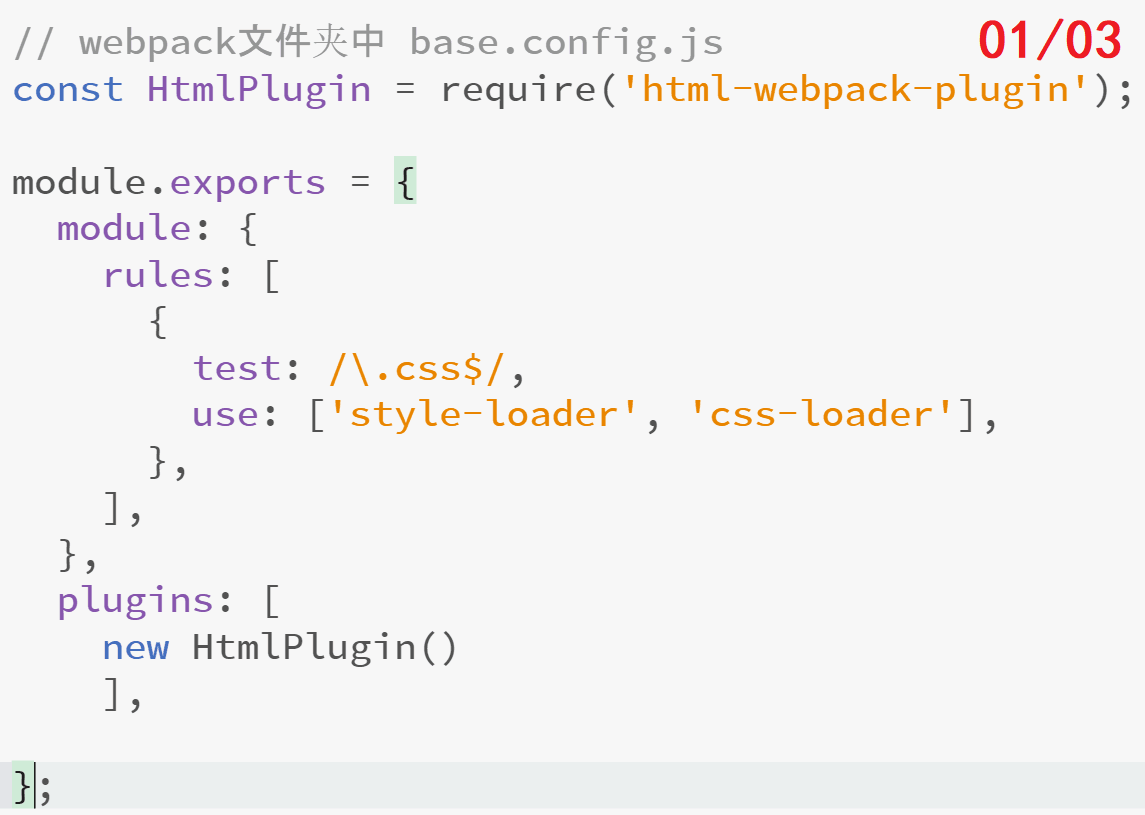 // webpack文件夹中 base.config.js
01/03
const HtmlPlugin = require('html-webpack-plugin');
module.exports = {
  module: {
    rules: [
      {
        test: /\.css$/,
        use: ['style-loader', 'css-loader'],
      },
    ],
  },
  plugins: [
    new HtmlPlugin()
    ],
};